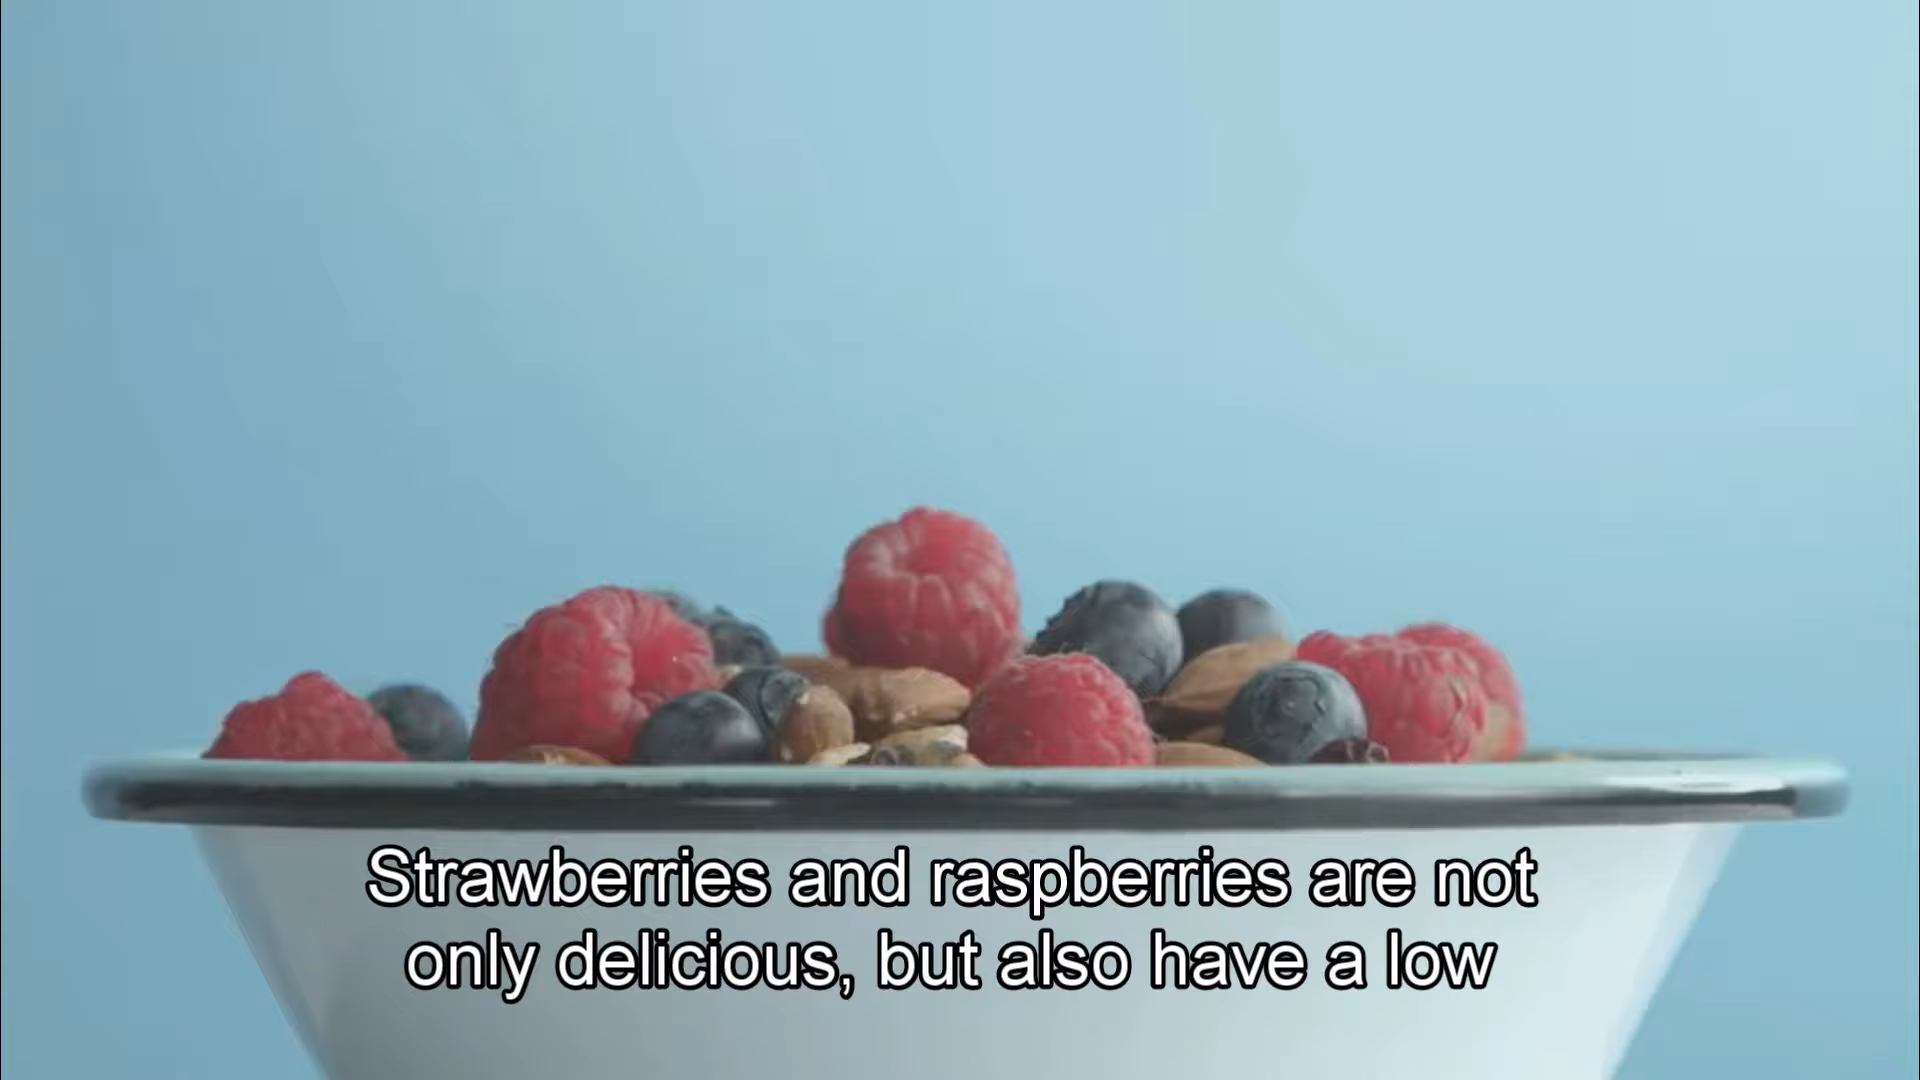 Strawberries and raspberries are not
only delicious, but also have a low